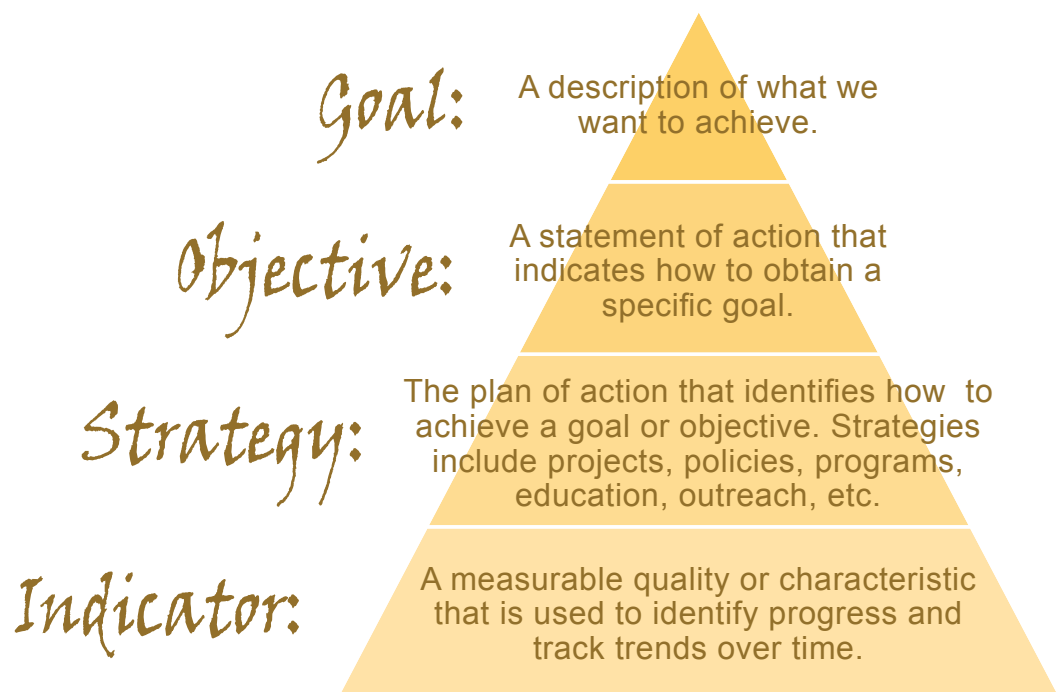 Goal:
A description of what we
want to achieve.
Objective:
A statement of action that
indicates how to obtain a
specific goal.
Strategy:
The plan of action that identifies how  to
achieve a goal or objective. Strategies
include projects, policies, programs,
education, outreach, etc.
Indicator:
A measurable quality or characteristic
that is used to identify progress and
track trends over time.